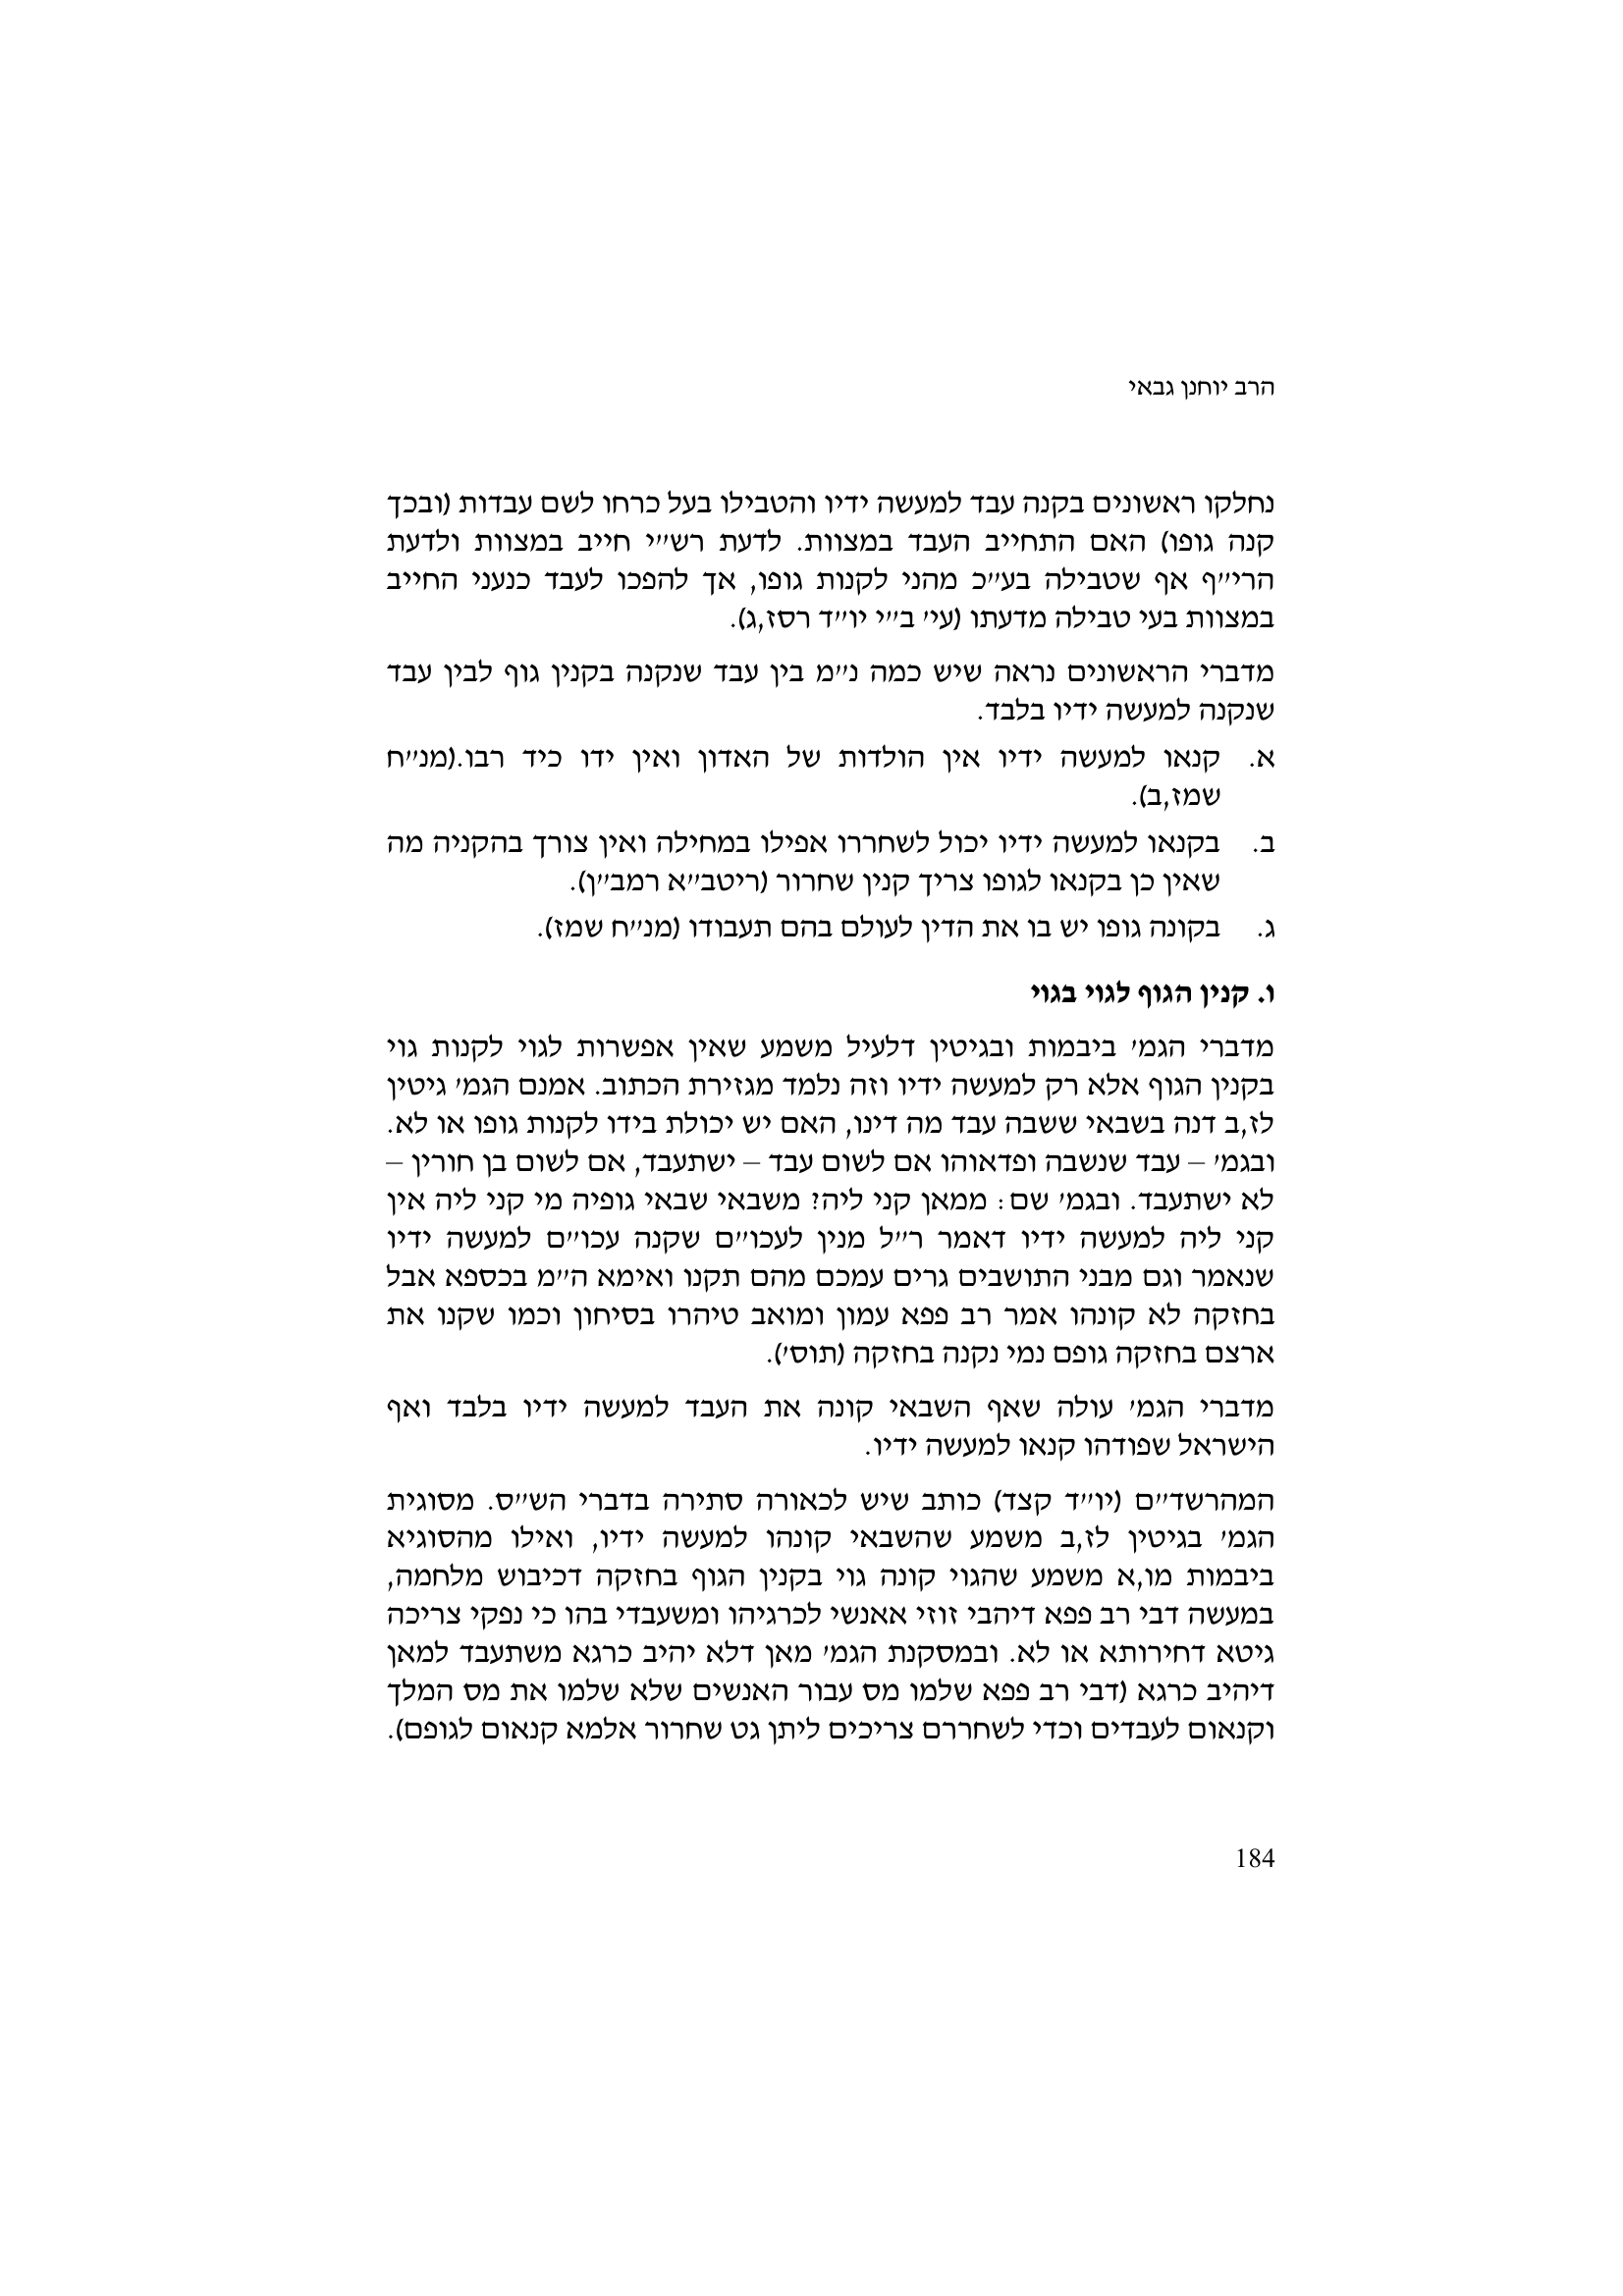 הרב יוחנן גבאי
נחלקו ראשונים בקנה עבד למעשה ידיו והטבילו בעל כרחו לשם עבדות (ובכך
קנה גופו) האם התחייב העבד במצוות. לדעת רש״י חייב במצוות ולדעת
הרי״ף אף שטבילה בע״כ מהני לקנות גופו, אך להפכו לעבד כנעני החייב
במצוות בעי טבילה מדעתו (עי׳ ב״י יו״ד רסז,ג).
מדברי הראשונים נראה שיש כמה נ״מ בין עבד שנקנה בקנין גוף לבין עבד
שנקנה למעשה ידיו בלבד.
א. קנאו למעשה ידיו אין הולדות של האדון ואין ידו כיד רבו.(מנ״ח
שמז,ב).
ב. בקנאו למעשה ידיו יכול לשחררו אפילו במחילה ואין צורך בהקניה מה
שאין כן בקנאו לגופו צריך קנין שחרור (ריטב״א רמב״ן).
ג. בקונה גופו יש בו את הדין לעולם בהם תעבודו (מנ״ח שמז).
ו. קנין הגוף לגוי בגוי
מדברי הגמ׳ ביבמות ובגיטין דלעיל משמע שאין אפשרות לגוי לקנות גוי
בקנין הגוף אלא רק למעשה ידיו וזה נלמד מגזירת הכתוב. אמנם הגמ׳ גיטין
לז,ב דנה בשבאי ששבה עבד מה דינו, האם יש יכולת בידו לקנות גופו או לא.
ובגמ׳ – עבד שנשבה ופדאוהו אם לשום עבד – ישתעבד, אם לשום בן חורין –
לא ישתעבד. ובגמ׳ שם: ממאן קני ליה? משבאי שבאי גופיה מי קני ליה אין
קני ליה למעשה ידיו דאמר ר״ל מנין לעכו״ם שקנה עכו״ם למעשה ידיו
שנאמר וגם מבני התושבים גרים עמכם מהם תקנו ואימא ה״מ בכספא אבל
בחזקה לא קונהו אמר רב פפא עמון ומואב טיהרו בסיחון וכמו שקנו את
ארצם בחזקה גופם נמי נקנה בחזקה (תוס׳).
מדברי הגמ׳ עולה שאף השבאי קונה את העבד למעשה ידיו בלבד ואף
הישראל שפודהו קנאו למעשה ידיו.
המהרשד״ם (יו״ד קצד) כותב שיש לכאורה סתירה בדברי הש״ס. מסוגית
הגמ׳ בגיטין לז,ב משמע שהשבאי קונהו למעשה ידיו, ואילו מהסוגיא
ביבמות מו,א משמע שהגוי קונה גוי בקנין הגוף בחזקה דכיבוש מלחמה,
במעשה דבי רב פפא דיהבי זוזי אאנשי לכרגיהו ומשעבדי בהו כי נפקי צריכה
גיטא דחירותא או לא. ובמסקנת הגמ׳ מאן דלא יהיב כרגא משתעבד למאן
דיהיב כרגא (דבי רב פפא שלמו מס עבור האנשים שלא שלמו את מס המלך
וקנאום לעבדים וכדי לשחררם צריכים ליתן גט שחרור אלמא קנאום לגופם).
184